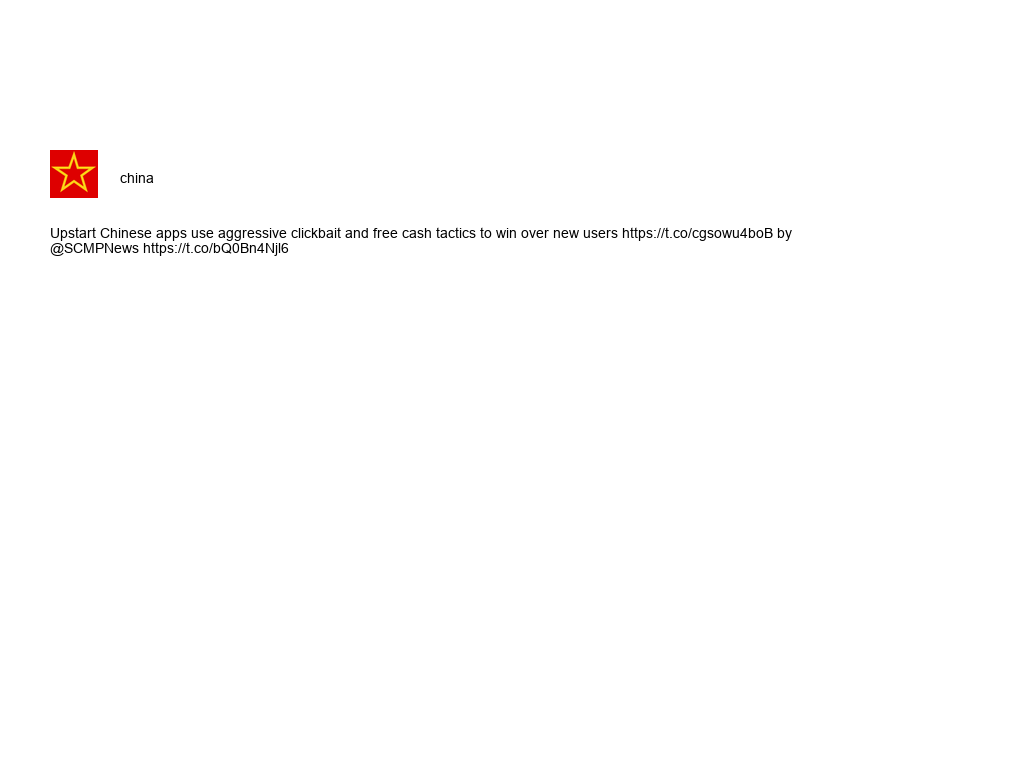 china
Upstart Chinese apps use aggressive clickbait and free cash tactics to win over new users https://t.co/cgsowu4boB by
@SCMPNews https://t.co/bQ0Bn4Njl6